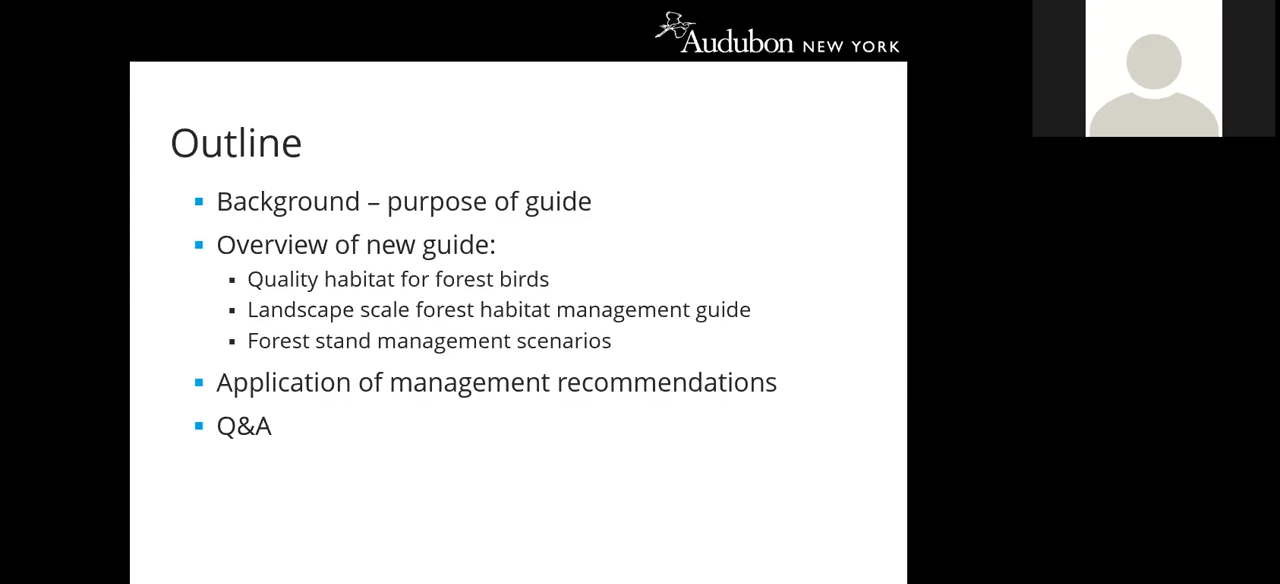 Audubon NEW YORK
Outline
Background – purpose of guide
Overview of new guide:
Quality habitat for forest birds
Landscape scale forest habitat management guide
Forest stand management scenarios
Application of management recommendations
Q&A